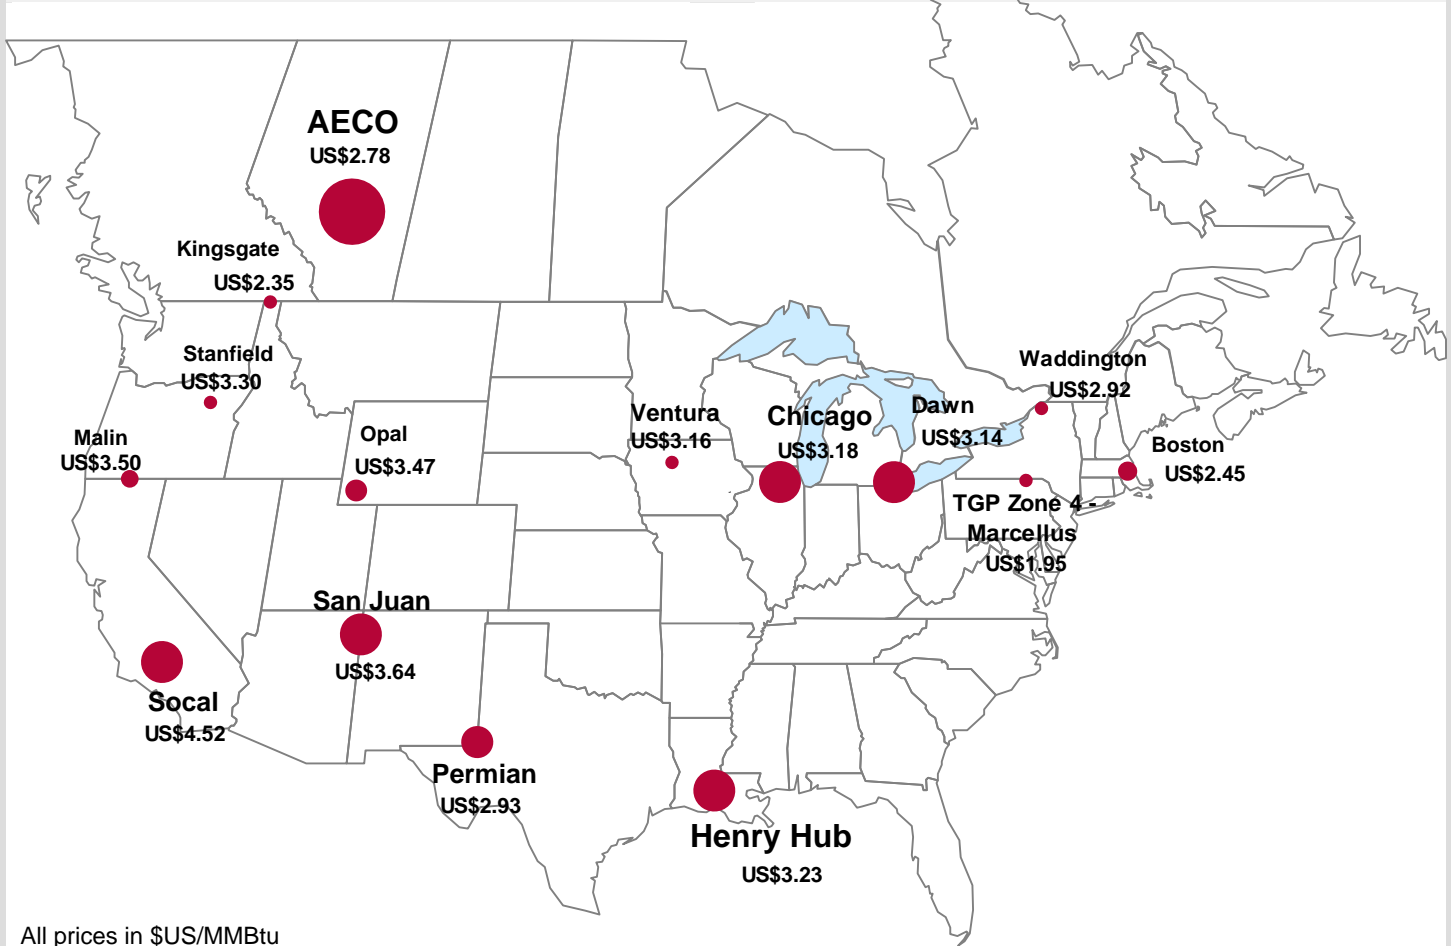 AECO
US$2.78
Kingsgate
US$2.35
Stanfield
US$3.30
Malin
US$3.50
Opal
US$3.47
Ventura
US$3.16
Chicago
US$3.18
Dawn
US$3.14
Waddington
US$2.92
Boston
US$2.45
TGP Zone 4 -
Marcellus
US$1.95
San Juan
US$3.64
Socal
US$4.52
Permian
US$2.93
Henry Hub
US$3.23
All prices in $US/MMBtu